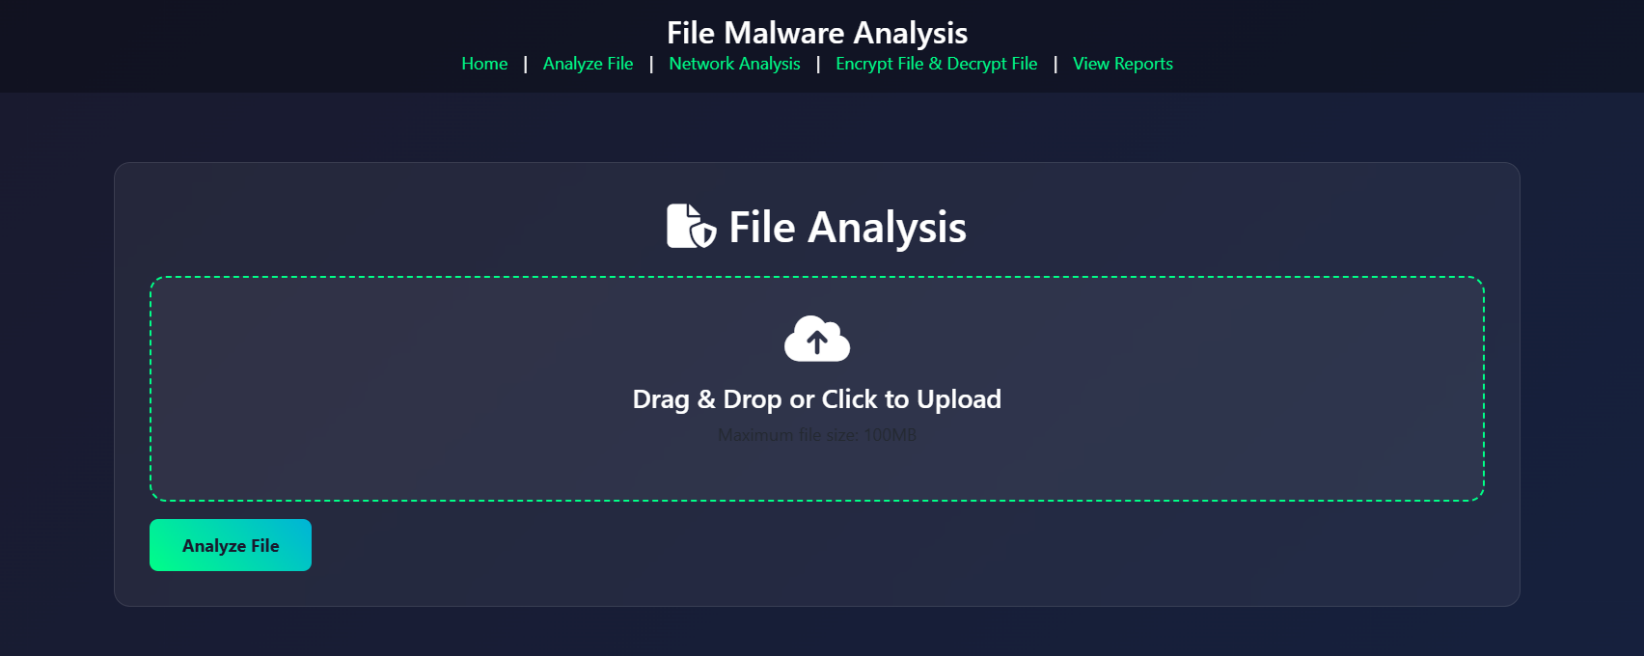 File Malware Analysis
Home | Analyze File | Network Analysis | Encrypt File & Decrypt File | View Reports
File Analysis
Drag & Drop or Click to Upload
Maximum file size: 100MB
Analyze File